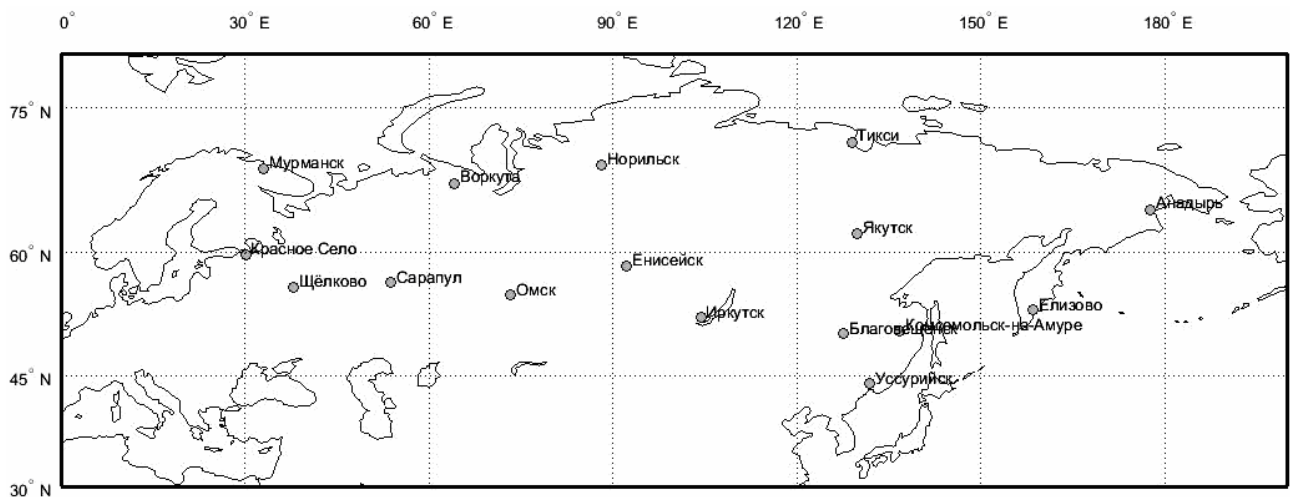 0° 30° E 60° E 90° E 120° E 150° E 180° E
75° N
Тикси
Мурманск
Норильск
Воркута
Анадырь
Якутск
Красное Село
60° N
Енисейск
Щёлково
Сарапул
Омск
Елизово
Иркутск
Комсомольск-на-Амуре
Благовещенск
45° N
Уссурийск
30° N